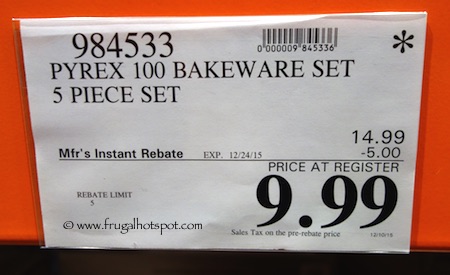 984533
0000009845336
*
PYREX 100 BAKEWARE SET
5 PIECE SET
14.99
Mfr's Instant Rebate EXP. 12/24/15 -5.00
PRICE AT REGISTER
9.99
REBATE LIMIT
5
© www.frugalhotspot.com
Sales Tax on the pre-rebate price 12/10/15